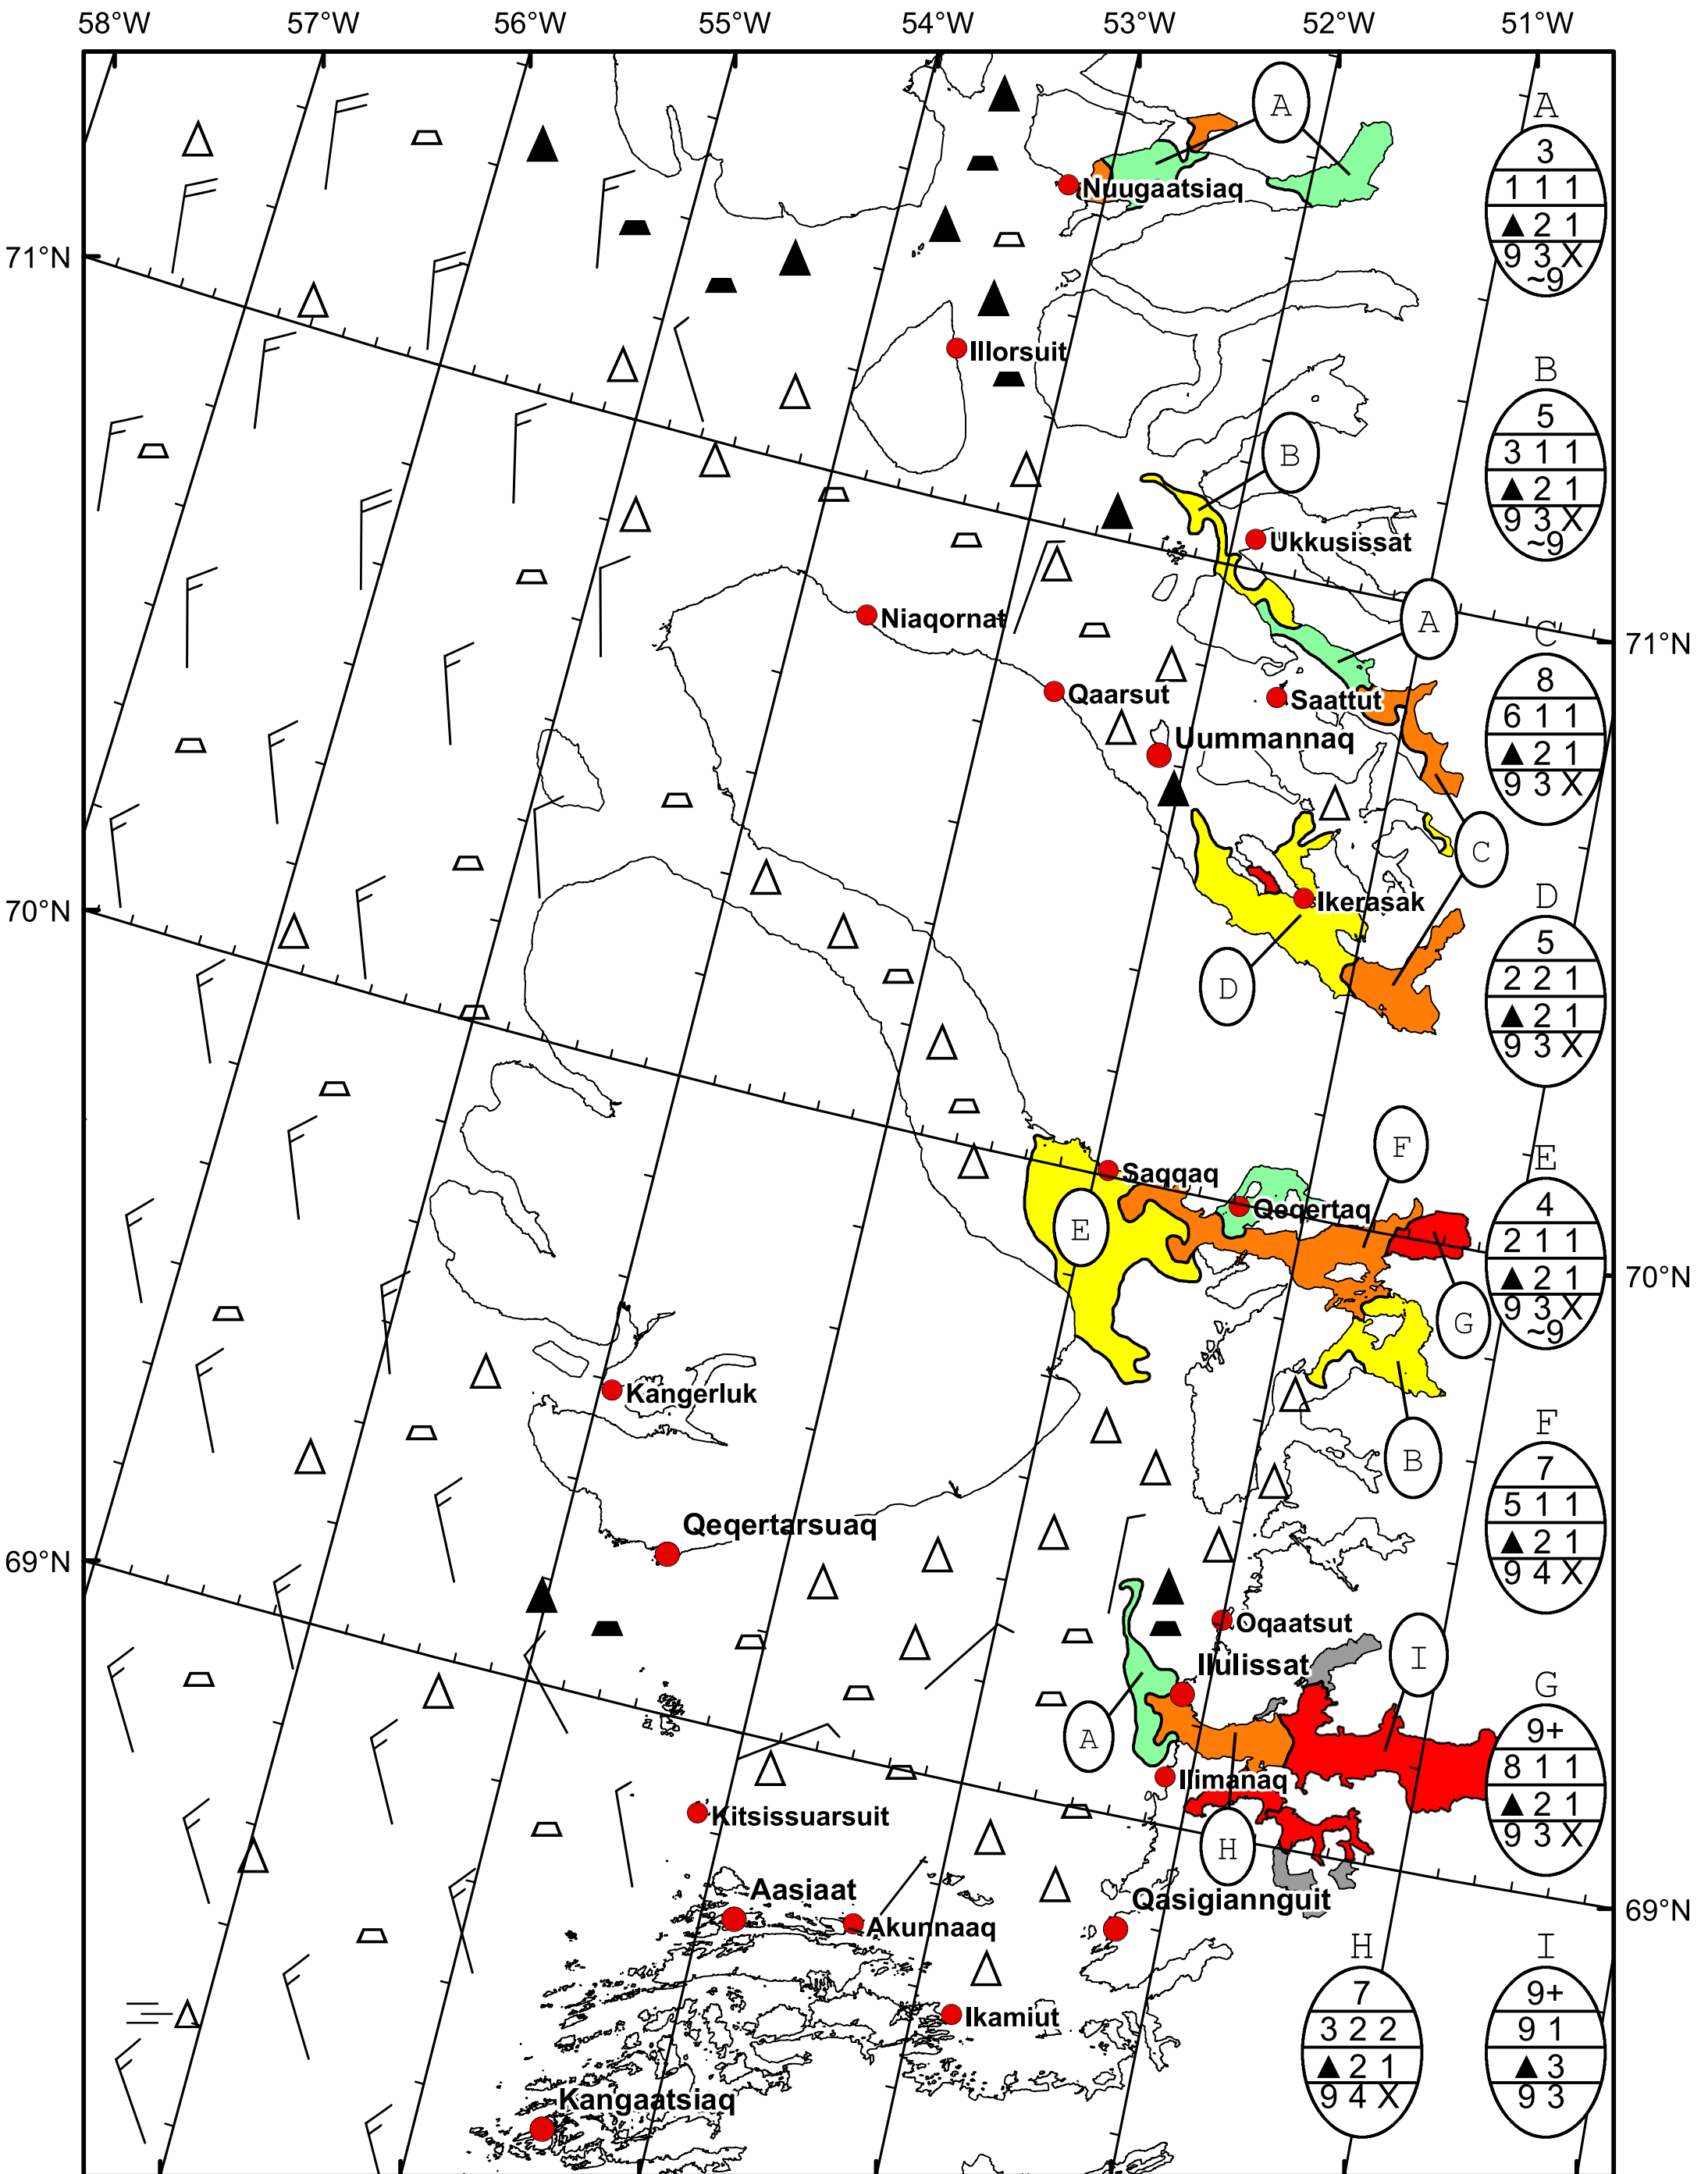 58°W 57°W 56°W 55°W 54°W 53°W 52°W 51°W
A
A
3
1 1 1
▲ 2 1
9 3 X
~9
Nuugaatsiaq
71°N
Illorsuit
B
5
3 1 1
▲ 2 1
9 3 X
~9
B
Ukkusissat
Niaqornat
A
71°N
C
8
6 1 1
▲ 2 1
9 3 X
Qaarsut
Saattut
Uummannaq
C
Ikerasak
70°N
D
D
5
2 2 1
▲ 2 1
9 3 X
F
Saqqaq
Qeqertaq
E
E
4
2 1 1
▲ 2 1
9 3 X
~9
70°N
G
Kangerluk
B
F
7
5 1 1
▲ 2 1
9 4 X
Qeqertarsuaq
69°N
Oqaatsut
Ilulissat
I
A
G
9+
8 1 1
▲ 2 1
9 3 X
Ilimanaq
Kitsissuarsuit
H
Aasiaat
Qasigiannguit
Akunnaaq
69°N
Ikamiut
H
7
3 2 2
▲ 2 1
9 4 X
I
9+
9 1
▲ 3
9 3
Kangaatsiaq